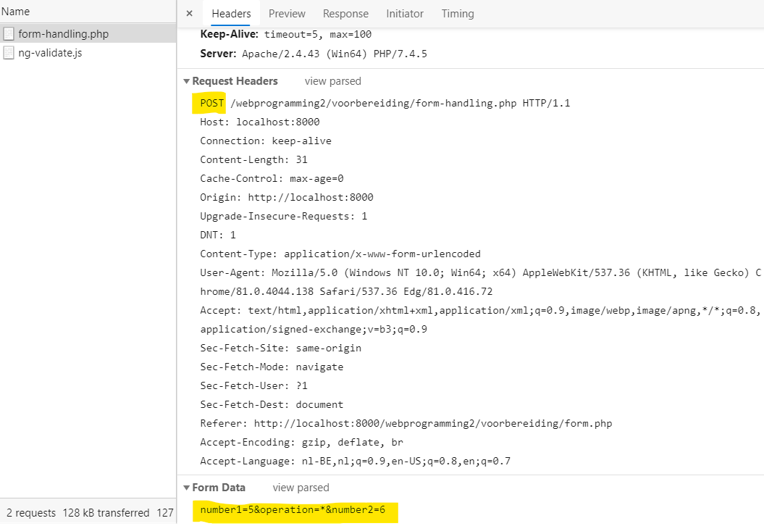 Name
form-handling.php
ng-validate.js
2 requests 128 kB transferred 127
× Headers Preview Response Initiator Timing
Keep-Alive: timeout=5, max=100
Server: Apache/2.4.43 (Win64) PHP/7.4.5
Request Headers view parsed
POST /webprogramming2/voorbereiding/form-handling.php HTTP/1.1
Host: localhost:8000
Connection: keep-alive
Content-Length: 31
Cache-Control: max-age=0
Origin: http://localhost:8000
Upgrade-Insecure-Requests: 1
DNT: 1
Content-Type: application/x-www-form-urlencoded
User-Agent: Mozilla/5.0 (Windows NT 10.0; Win64; x64) AppleWebKit/537.36 (KHTML, like Gecko) C
hrome/81.0.4044.138 Safari/537.36 Edg/81.0.416.72
Accept: text/html,application/xhtml+xml,application/xml;q=0.9,image/webp,image/apng,*/*;q=0.8,
application/signed-exchange;v=b3;q=0.9
Sec-Fetch-Site: same-origin
Sec-Fetch-Mode: navigate
Sec-Fetch-User: ?1
Sec-Fetch-Dest: document
Referer: http://localhost:8000/webprogramming2/voorbereiding/form.php
Accept-Encoding: gzip, deflate, br
Accept-Language: nl-BE,nl;q=0.9,en-US;q=0.8,en;q=0.7
Form Data view parsed
number1=5&operation=*&number2=6